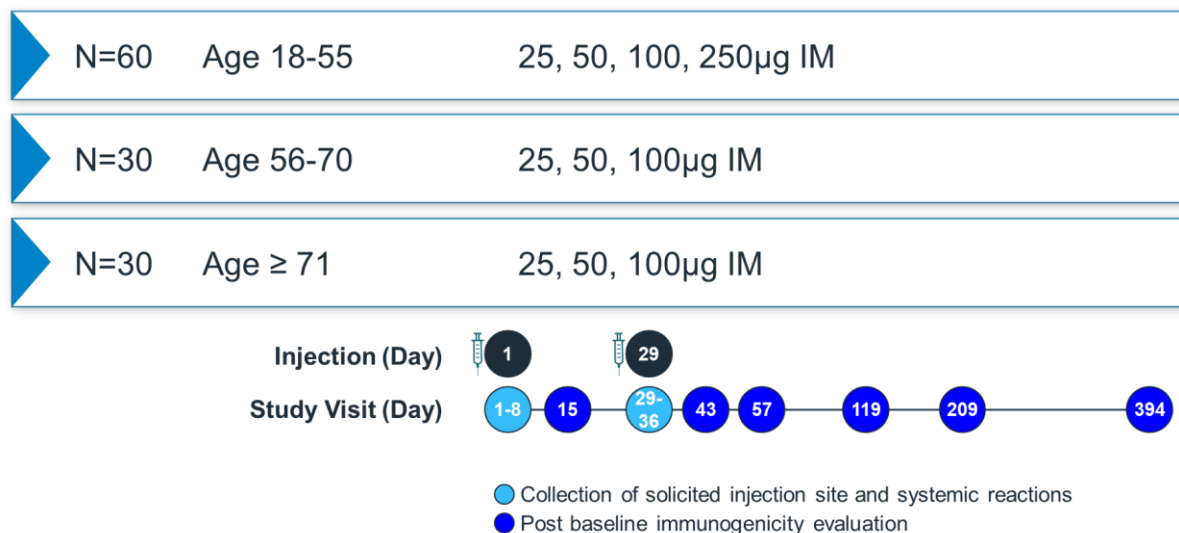 N=60 Age 18-55 25, 50, 100, 250µg IM
N=30 Age 56-70 25, 50, 100µg IM
N=30 Age ≥ 71 25, 50, 100µg IM
Injection (Day) 1 29
Study Visit (Day) 1-8 15 29-36 43 57 119 209 394
Collection of solicited injection site and systemic reactions
Post baseline immunogenicity evaluation